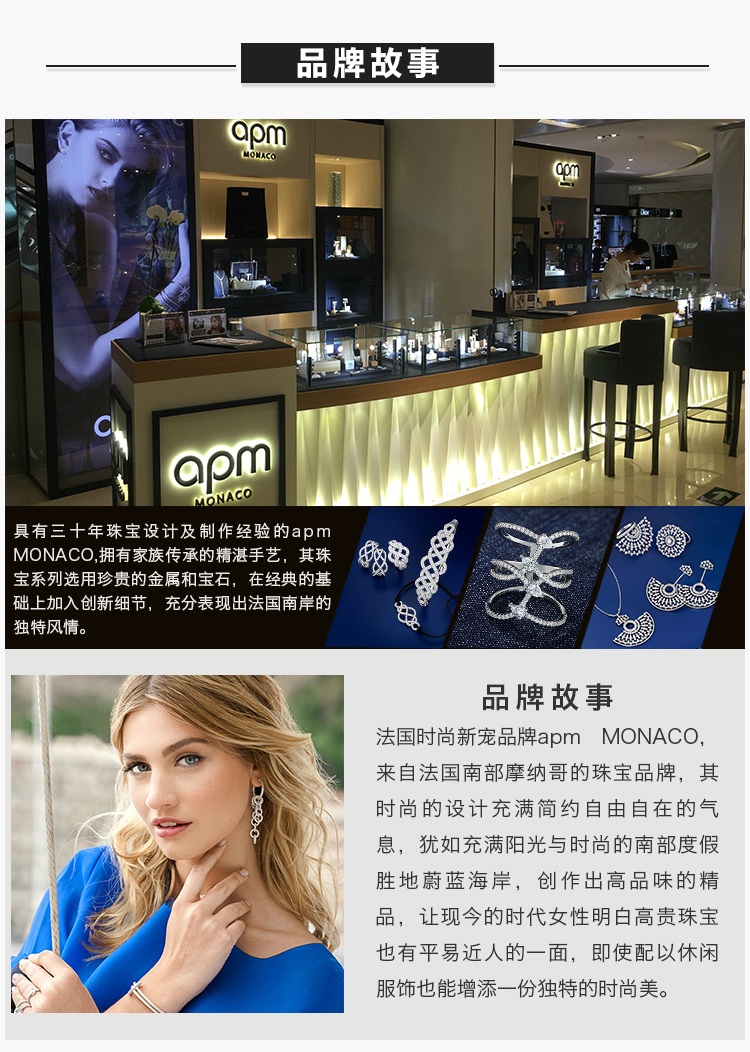 品牌故事
apm
MONACO
apm
MONACO
Dior
apm
MONACO
具有三十年珠宝设计及制作经验的apm
MONACO,拥有家族传承的精湛手艺，其珠
宝系列选用珍贵的金属和宝石，在经典的基
础上加入创新细节，充分表现出法国南岸的
独特风情。
品牌故事
法国时尚新宠品牌apm MONACO，
来自法国南部摩纳哥的珠宝品牌，其
时尚的设计充满简约自由自在的气
息，犹如充满阳光与时尚的南部度假
胜地蔚蓝海岸，创作出高品味的精
品，让现今的时代女性明白高贵珠宝
也有平易近人的一面，即使配以休闲
服饰也能增添一份独特的时尚美。